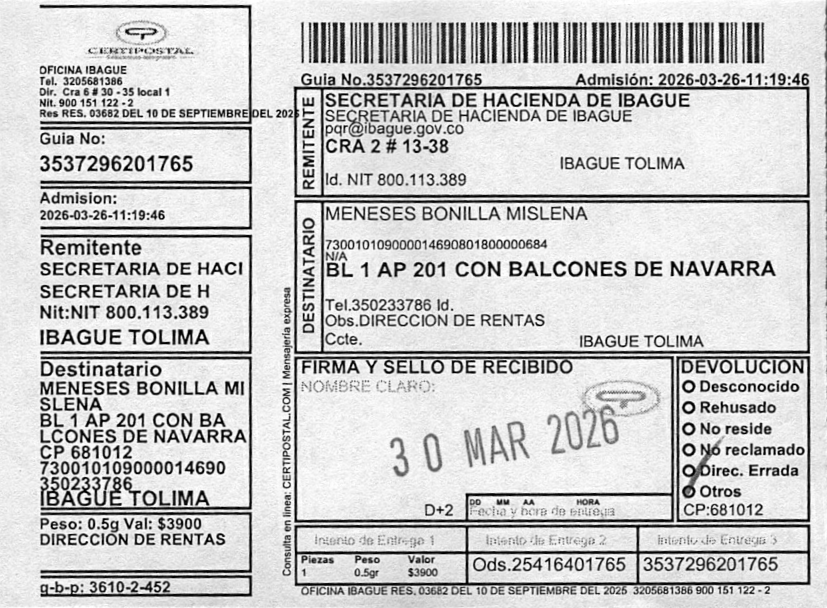 CERTIPOSTAL
OFICINA IBAGUE
Tel. 3205681386
Dir. Cra 6 # 30 - 35 local 1
Nit. 900 151 122 - 2
Res RES. 03682 DEL 10 DE SEPTIEMBRE DEL 2025
Guia No:
3537296201765
Admision:
2026-03-26-11:19:46
Remitente
SECRETARIA DE HACI
SECRETARIA DE H
Nit:NIT 800.113.389
IBAGUE TOLIMA
Destinatario
MENESES BONILLA MI
SLENA
BL 1 AP 201 CON BA
LCONES DE NAVARRA
CP 681012
730010109000014690
350233786
IBAGUE TOLIMA
Peso: 0.5g Val: $3900
DIRECCIÓN DE RENTAS
g-b-p: 3610-2-452
Consulta en linea: CERTIPOSTAL.COM | Mensajería expresa
Guia No.3537296201765 Admisión: 2026-03-26-11:19:46
REMITENTE
SECRETARIA DE HACIENDA DE IBAGUE
SECRETARIA DE HACIENDA DE IBAGUE
pqr@ibague.gov.co
CRA 2 # 13-38
IBAGUE TOLIMA
Id. NIT 800.113.389
DESTINATARIO
MENESES BONILLA MISLENA
730010109000014690801800000684
N/A
BL 1 AP 201 CON BALCONES DE NAVARRA
Tel.350233786 Id.
Obs.DIRECCION DE RENTAS
Ccte. IBAGUE TOLIMA
FIRMA Y SELLO DE RECIBIDO
NOMBRE CLARO:
30 MAR 2026
D+2
DD MM AA HORA
Fecha y hora de entrega
DEVOLUCION
Desconocido
Rehusado
No reside
No reclamado
Direc. Errada
Otros
CP:681012
Intento de Entrega 1 Intento de Entrega 2 Intento de Entrega 3
Piezas Peso Valor
1 0.5gr $3900
Ods.25416401765 3537296201765
OFICINA IBAGUE RES. 03682 DEL 10 DE SEPTIEMBRE DEL 2025 3205681386 900 151 122 - 2